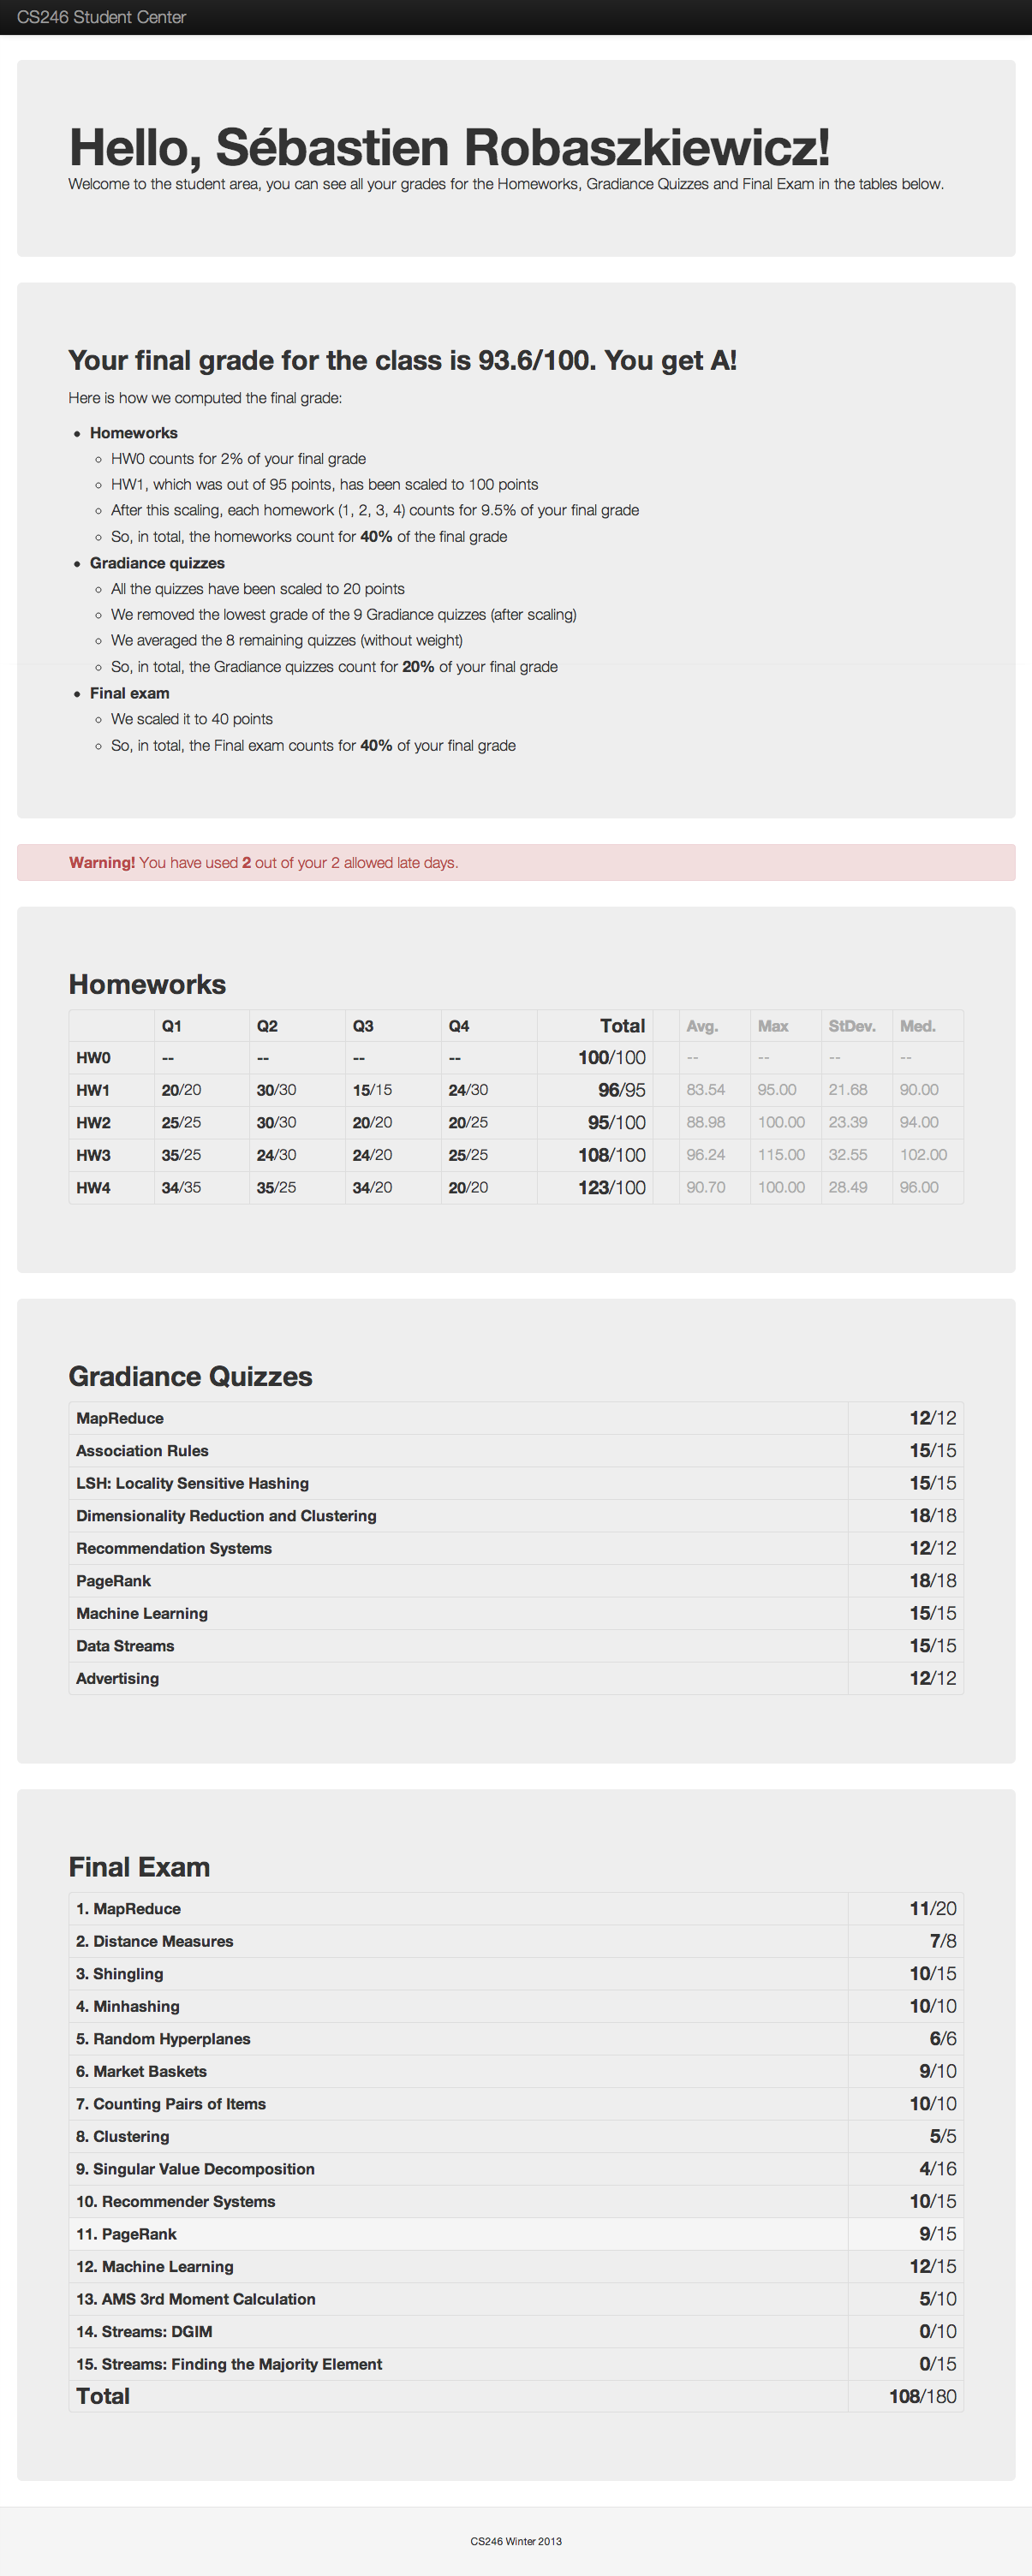 CS246 Student Center
Hello, Sébastien Robaszkiewicz!
Welcome to the student area, you can see all your grades for the Homeworks, Gradiance Quizzes and Final Exam in the tables below.
Your final grade for the class is 93.6/100. You get A!
Here is how we computed the final grade:
• Homeworks
◦ HW0 counts for 2% of your final grade
◦ HW1, which was out of 95 points, has been scaled to 100 points
◦ After this scaling, each homework (1, 2, 3, 4) counts for 9.5% of your final grade
◦ So, in total, the homeworks count for 40% of the final grade
• Gradiance quizzes
◦ All the quizzes have been scaled to 20 points
◦ We removed the lowest grade of the 9 Gradiance quizzes (after scaling)
◦ We averaged the 8 remaining quizzes (without weight)
◦ So, in total, the Gradiance quizzes count for 20% of your final grade
• Final exam
◦ We scaled it to 40 points
◦ So, in total, the Final exam counts for 40% of your final grade
Warning! You have used 2 out of your 2 allowed late days.
Homeworks
Q1 Q2 Q3 Q4 Total Avg. Max StDev. Med.
HW0 -- -- -- -- 100/100 -- -- -- --
HW1 20/20 30/30 15/15 24/30 96/95 83.54 95.00 21.68 90.00
HW2 25/25 30/30 20/20 20/25 95/100 88.98 100.00 23.39 94.00
HW3 35/25 24/30 24/20 25/25 108/100 96.24 115.00 32.55 102.00
HW4 34/35 35/25 34/20 20/20 123/100 90.70 100.00 28.49 96.00
Gradiance Quizzes
MapReduce 12/12
Association Rules 15/15
LSH: Locality Sensitive Hashing 15/15
Dimensionality Reduction and Clustering 18/18
Recommendation Systems 12/12
PageRank 18/18
Machine Learning 15/15
Data Streams 15/15
Advertising 12/12
Final Exam
1. MapReduce 11/20
2. Distance Measures 7/8
3. Shingling 10/15
4. Minhashing 10/10
5. Random Hyperplanes 6/6
6. Market Baskets 9/10
7. Counting Pairs of Items 10/10
8. Clustering 5/5
9. Singular Value Decomposition 4/16
10. Recommender Systems 10/15
11. PageRank 9/15
12. Machine Learning 12/15
13. AMS 3rd Moment Calculation 5/10
14. Streams: DGIM 0/10
15. Streams: Finding the Majority Element 0/15
Total 108/180
CS246 Winter 2013